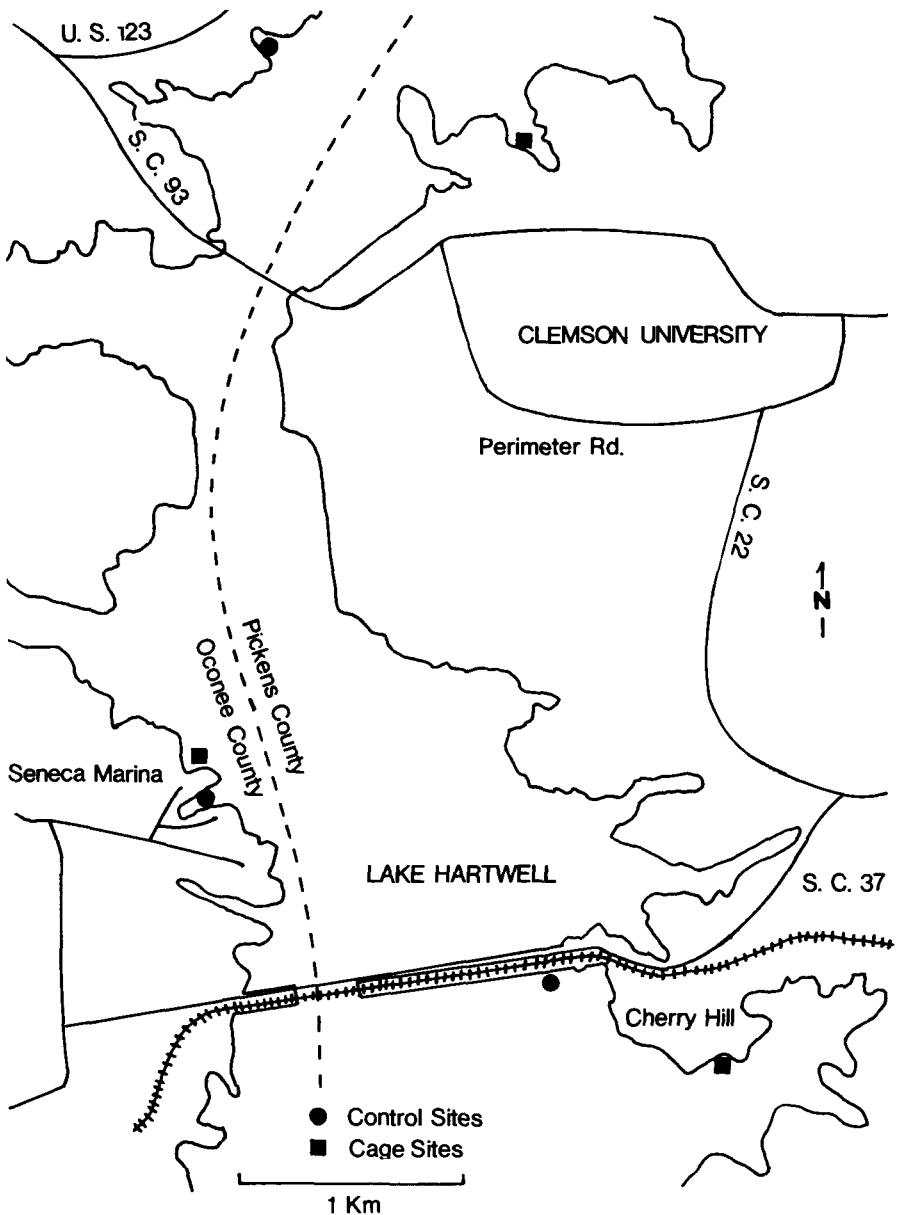 U. S. 123
S. C. 93
CLEMSON UNIVERSITY
Perimeter Rd.
S. C. 22
N
Pickens County
Oconee County
Seneca Marina
LAKE HARTWELL
S. C. 37
Cherry Hill
Control Sites
Cage Sites
1 Km